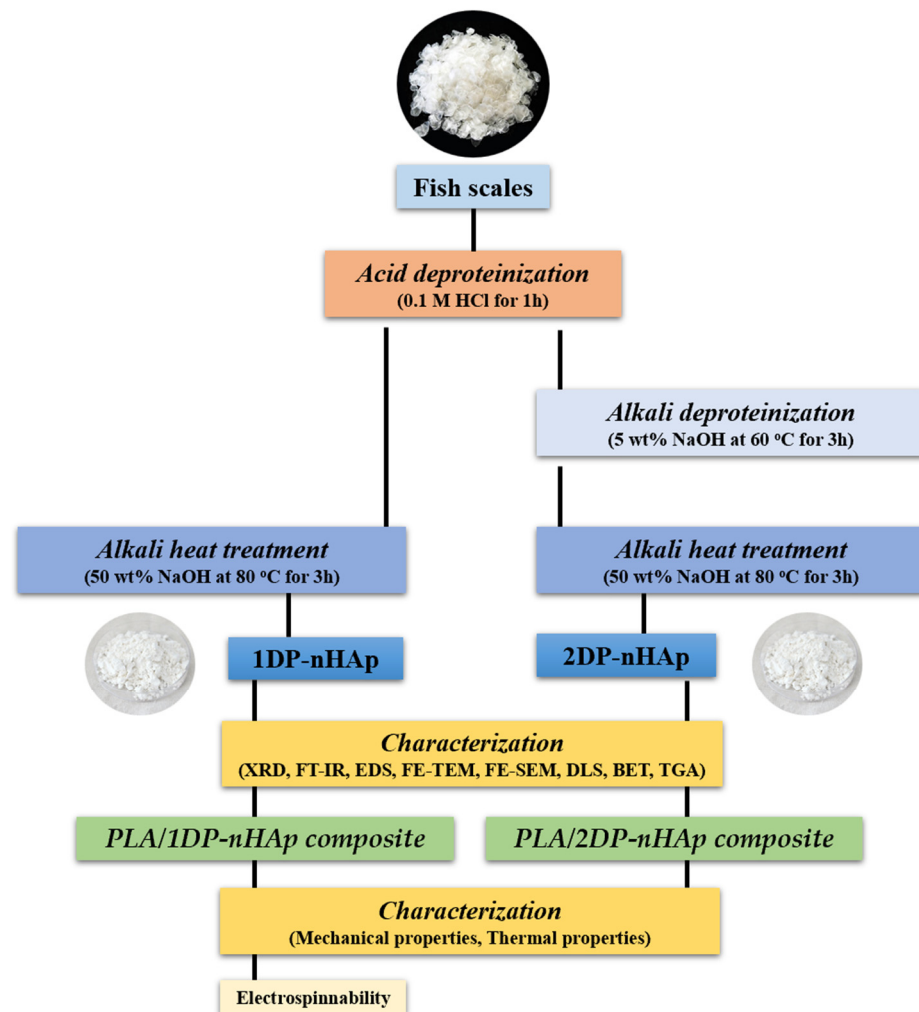 Fish scales
Acid deproteinization
(0.1 M HCl for 1h)
Alkali deproteinization
(5 wt% NaOH at 60 °C for 3h)
Alkali heat treatment
(50 wt% NaOH at 80 °C for 3h)
Alkali heat treatment
(50 wt% NaOH at 80 °C for 3h)
1DP-nHAp
2DP-nHAp
Characterization
(XRD, FT-IR, EDS, FE-TEM, FE-SEM, DLS, BET, TGA)
PLA/1DP-nHAp composite
PLA/2DP-nHAp composite
Characterization
(Mechanical properties, Thermal properties)
Electrospinnability